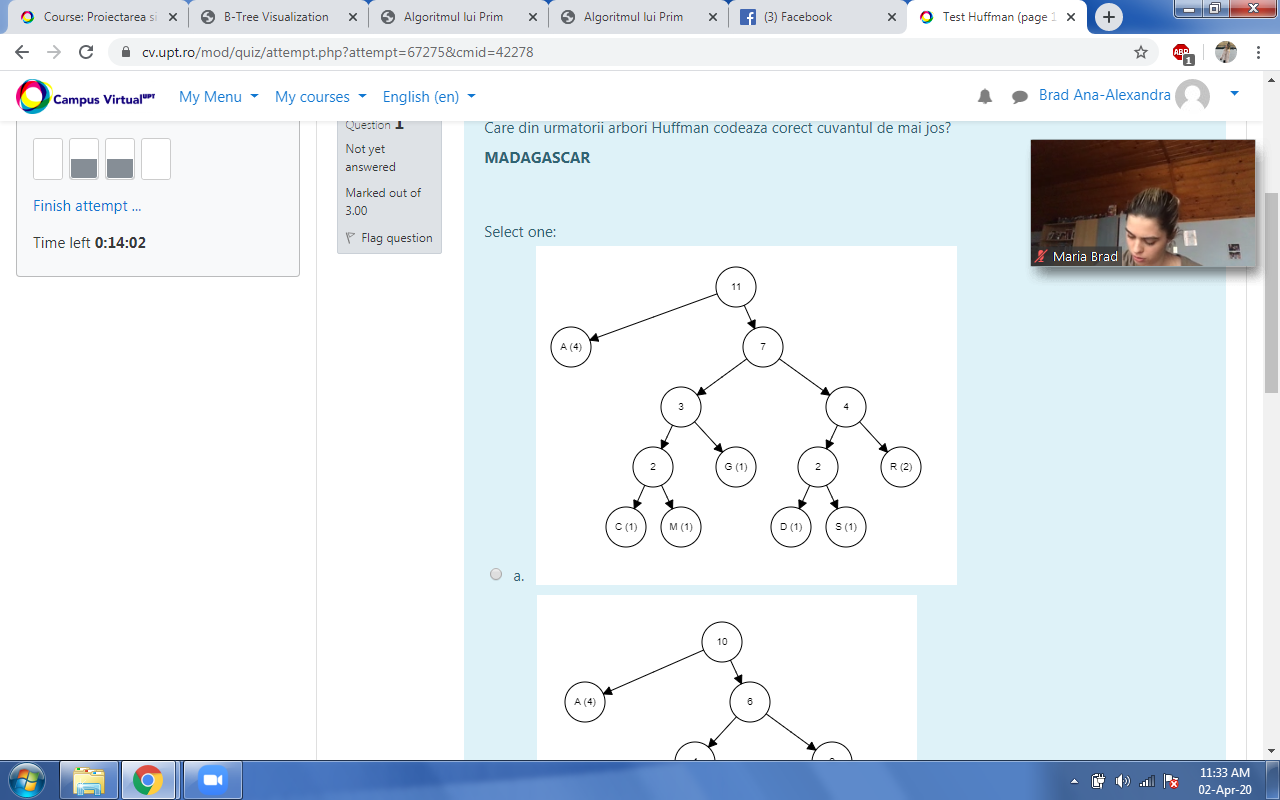 Course: Proiectarea si
B-Tree Visualization
Algoritmul lui Prim
Algoritmul lui Prim
(3) Facebook
Test Huffman (page 1
cv.upt.ro/mod/quiz/attempt.php?attempt=67275&cmid=42278
ABP
1
Campus Virtual UPT
My Menu
My courses
English (en)
Brad Ana-Alexandra
Question 1
Not yet
answered
Marked out of
3.00
Flag question
Finish attempt ...
Time left 0:14:02
Care din urmatorii arbori Huffman codeaza corect cuvantul de mai jos?
MADAGASCAR
Select one:
Maria Brad
11
A (4)
7
3
4
2
G (1)
2
R (2)
C (1)
M (1)
D (1)
S (1)
a.
10
A (4)
6
11:33 AM
02-Apr-20